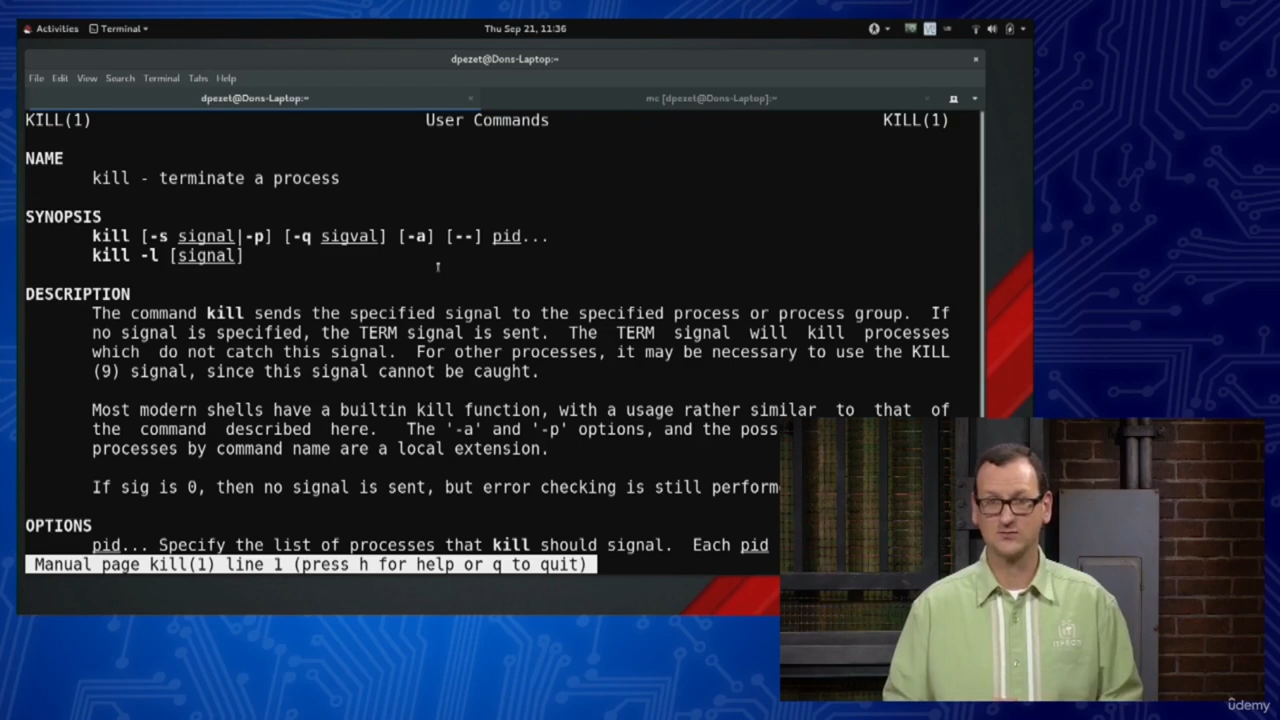 Activities Terminal Thu Sep 21, 11:36
dpezet@Dons-Laptop:~
File Edit View Search Terminal Tabs Help
dpezet@Dons-Laptop:~ mc [dpezet@Dons-Laptop]:~
KILL(1) User Commands KILL(1)
NAME
kill - terminate a process
SYNOPSIS
kill [-s signal|-p] [-q sigval] [-a] [--] pid...
kill -l [signal]
DESCRIPTION
The command kill sends the specified signal to the specified process or process group. If
no signal is specified, the TERM signal is sent. The TERM signal will kill processes
which do not catch this signal. For other processes, it may be necessary to use the KILL
(9) signal, since this signal cannot be caught.
Most modern shells have a builtin kill function, with a usage rather similar to that of
the command described here. The '-a' and '-p' options, and the poss
processes by command name are a local extension.
If sig is 0, then no signal is sent, but error checking is still perform
OPTIONS
pid... Specify the list of processes that kill should signal. Each pid
Manual page kill(1) line 1 (press h for help or q to quit)
udemy